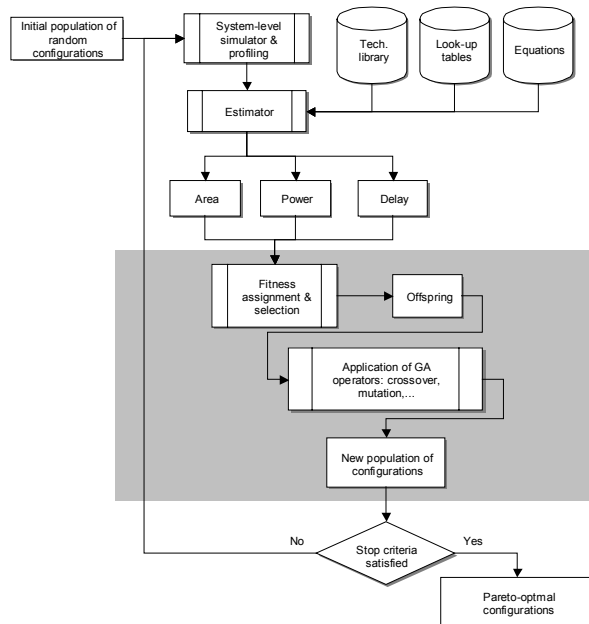 Initial population of
random configurations
System-level
simulator &
profiling
Tech.
library
Look-up
tables
Equations
Estimator
Area
Power
Delay
Fitness
assignment &
selection
Offspring
Application of GA
operators: crossover,
mutation,...
New population of
configurations
No
Stop criteria
satisfied
Yes
Pareto-optmal
configurations